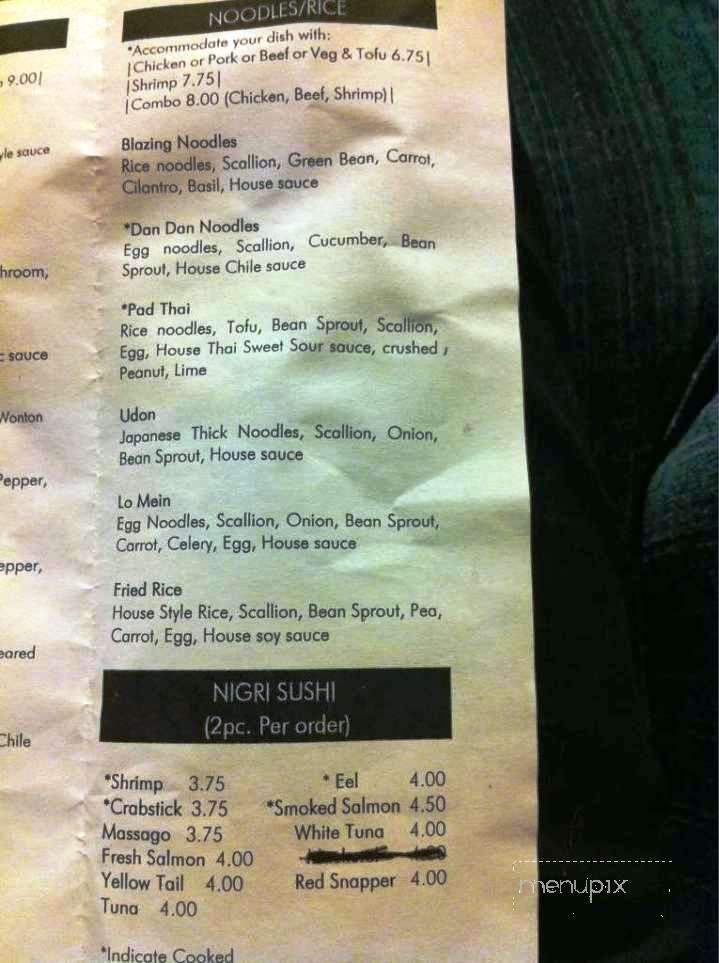 NOODLES/RICE
*Accommodate your dish with:
|Chicken or Pork or Beef or Veg & Tofu 6.75|
|Shrimp 7.75|
|Combo 8.00 (Chicken, Beef, Shrimp)|
Blazing Noodles
Rice noodles, Scallion, Green Bean, Carrot,
Cilantro, Basil, House sauce
*Dan Dan Noodles
Egg noodles, Scallion, Cucumber, Bean
Sprout, House Chile sauce
*Pad Thai
Rice noodles, Tofu, Bean Sprout, Scallion,
Egg, House Thai Sweet Sour sauce, crushed
Peanut, Lime
Udon
Japanese Thick Noodles, Scallion, Onion,
Bean Sprout, House sauce
Lo Mein
Egg Noodles, Scallion, Onion, Bean Sprout,
Carrot, Celery, Egg, House sauce
Fried Rice
House Style Rice, Scallion, Bean Sprout, Pea,
Carrot, Egg, House soy sauce
NIGRI SUSHI
(2pc. Per order)
*Shrimp 3.75
*Crabstick 3.75
Massago 3.75
Fresh Salmon 4.00
Yellow Tail 4.00
Tuna 4.00
* Eel 4.00
*Smoked Salmon 4.50
White Tuna 4.00
Red Snapper 4.00
*Indicate Cooked
9.00|
sauce
sauce
Wonton
Pepper,
Chile
menupix